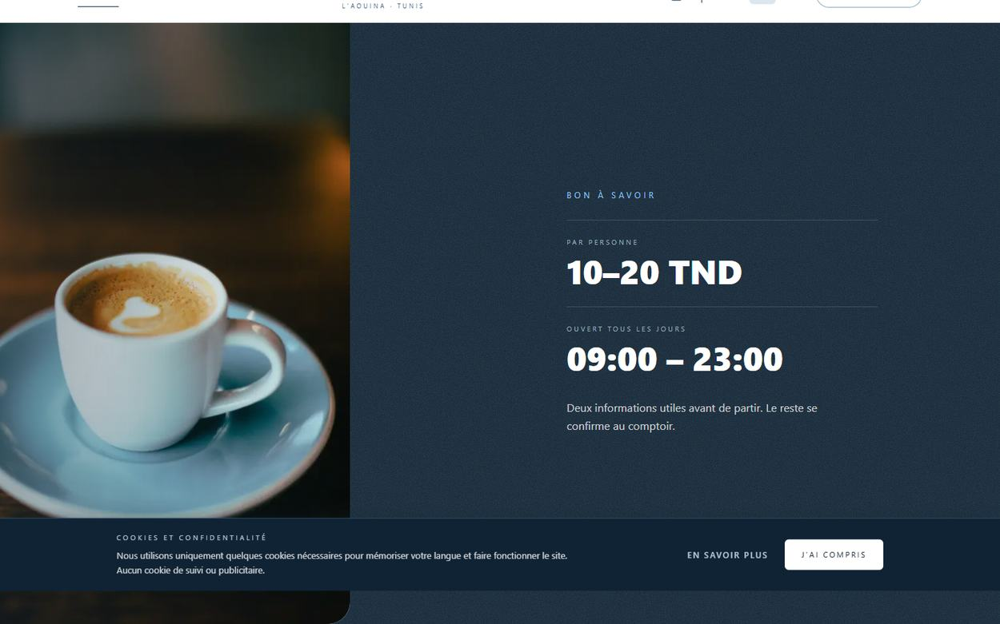 L'AOUINA · TUNIS
BON À SAVOIR
PAR PERSONNE
10–20 TND
OUVERT TOUS LES JOURS
09:00 – 23:00
Deux informations utiles avant de partir. Le reste se
confirme au comptoir.
COOKIES ET CONFIDENTIALITÉ
Nous utilisons uniquement quelques cookies nécessaires pour mémoriser votre langue et faire fonctionner le site.
Aucun cookie de suivi ou publicitaire.
EN SAVOIR PLUS
J'AI COMPRIS